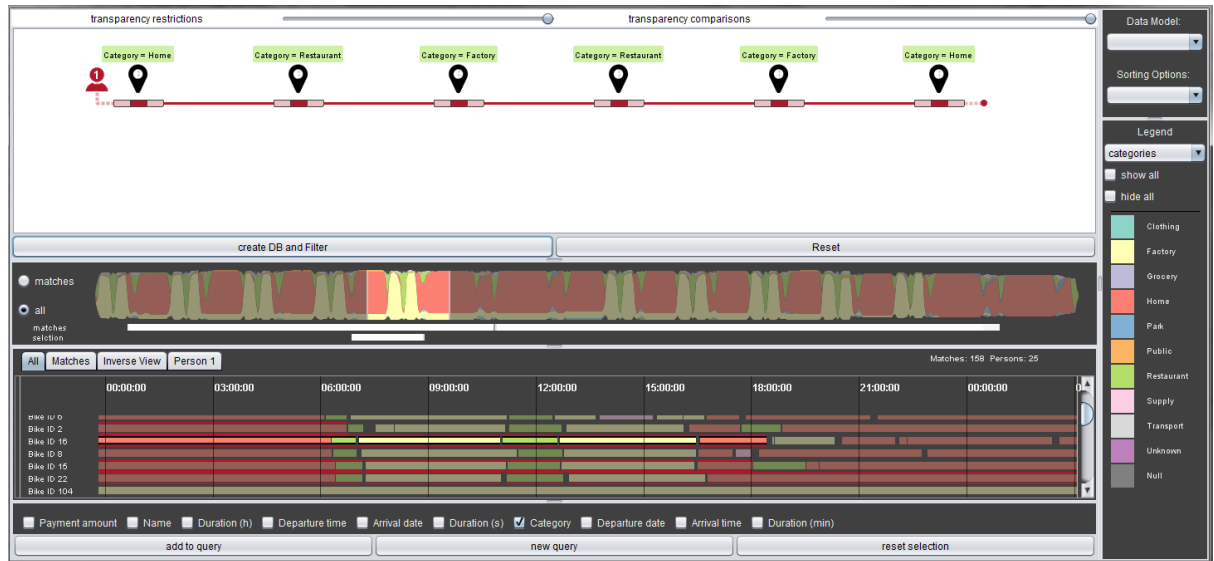 transparency restrictions transparency comparisons
Category = Home Category = Restaurant Category = Factory Category = Restaurant Category = Factory Category = Home
1
create DB and Filter Reset
matches
all
matches
selction
All Matches Inverse View Person 1 Matches: 158 Persons: 25
00:00:00 03:00:00 06:00:00 09:00:00 12:00:00 15:00:00 18:00:00 21:00:00 00:00:00
Bike ID 2
Bike ID 16
Bike ID 8
Bike ID 15
Bike ID 22
Bike ID 104
Payment amount Name Duration (h) Departure time Arrival date Duration (s) Category Departure date Arrival time Duration (min)
add to query new query reset selection
Data Model:
Sorting Options:
Legend
categories
show all
hide all
Clothing
Factory
Grocery
Home
Park
Public
Restaurant
Supply
Transport
Unknown
Null